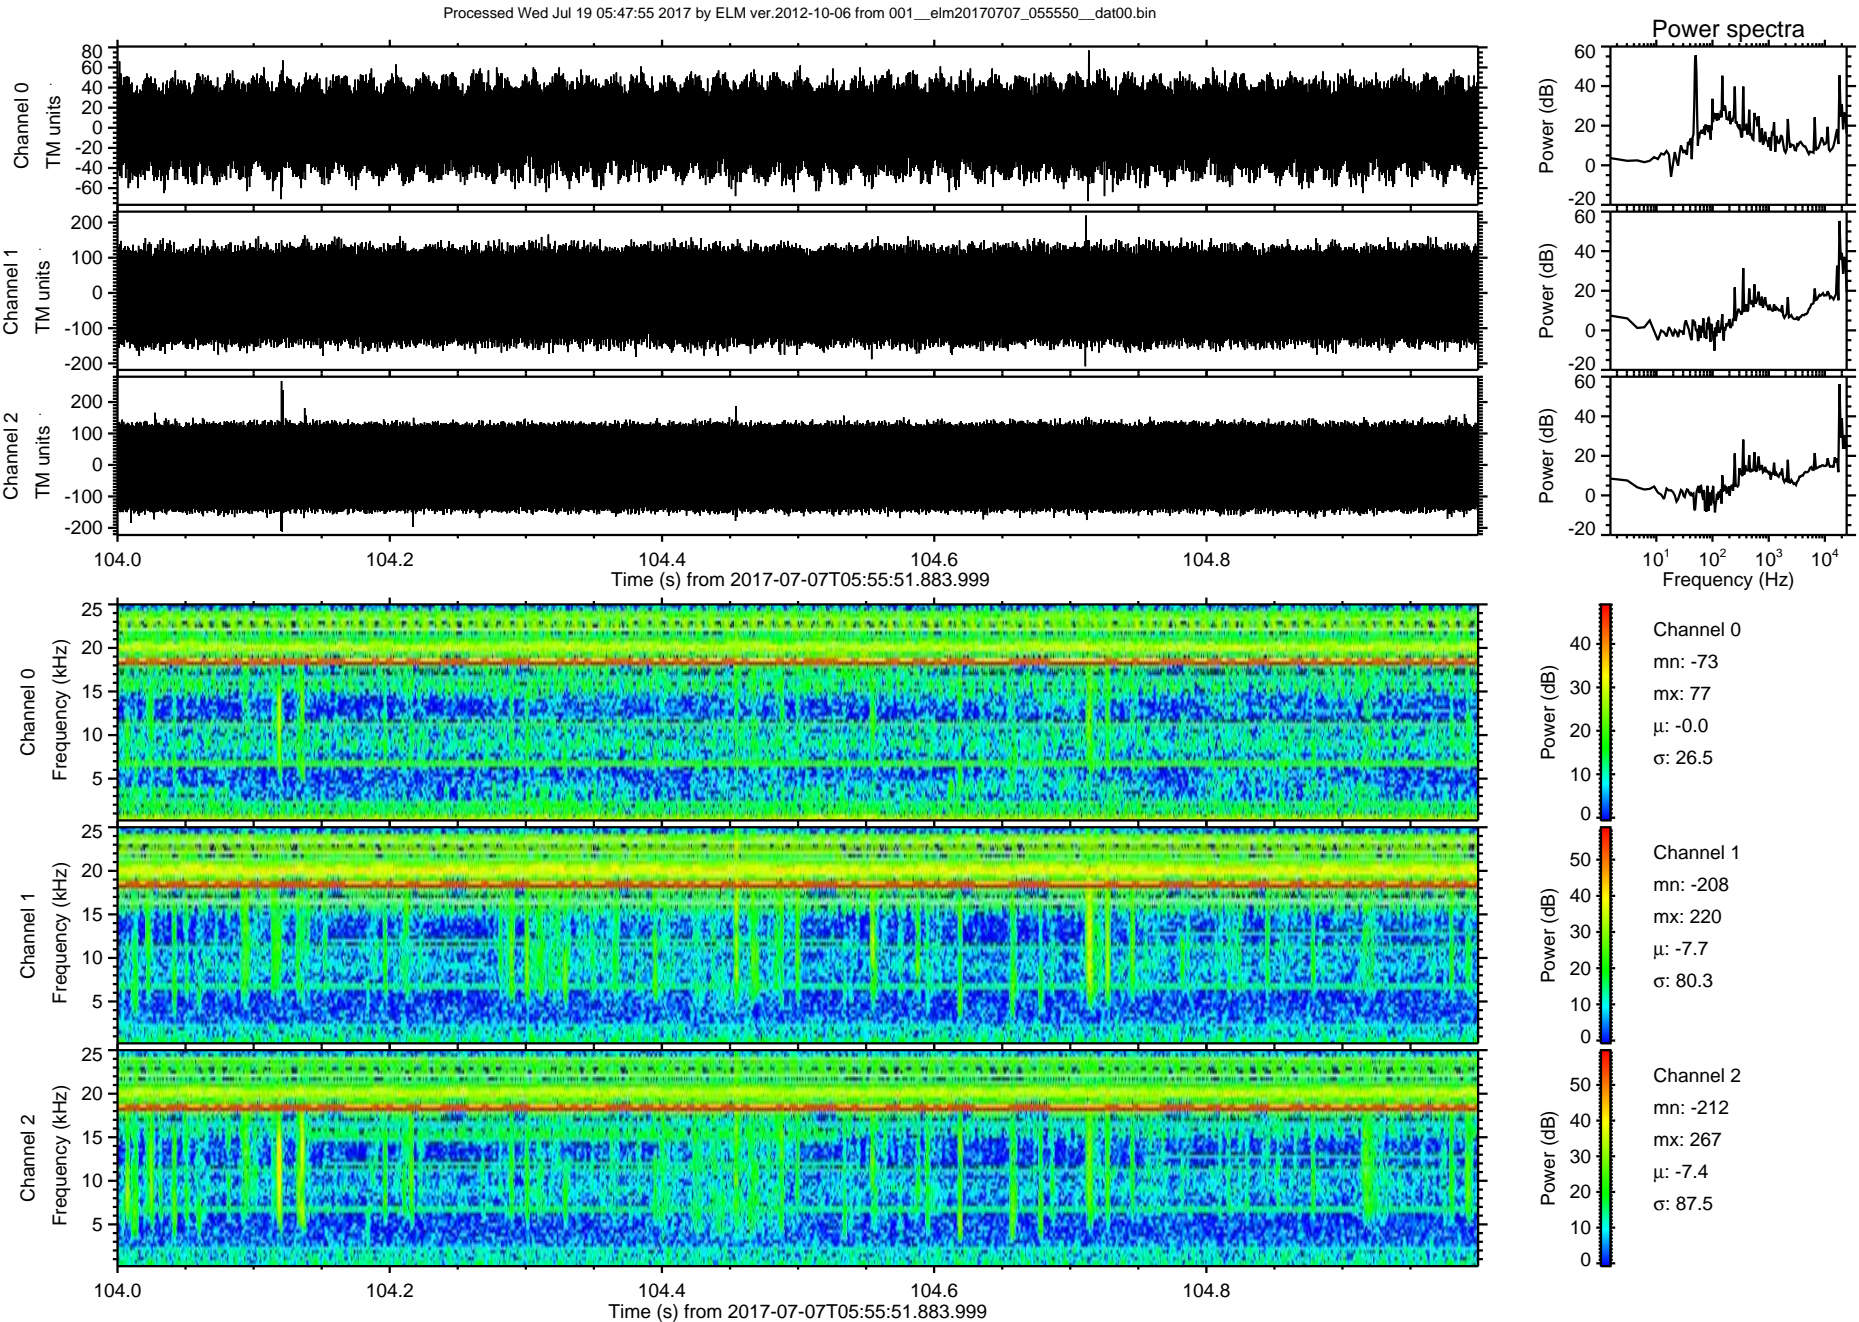 Processed Wed Jul 19 05:47:55 2017 by ELM ver.2012-10-06 from 001__elm20170707_055550__dat00.bin
Power spectra
Channel 0
TM units
80
60
40
20
0
-20
-40
-60
Power (dB)
60
40
20
0
-20
Channel 1
TM units
200
100
0
-100
-200
Power (dB)
60
40
20
0
-20
Channel 2
TM units
200
100
0
-100
-200
Power (dB)
60
40
20
0
-20
104.0 104.2 104.4 104.6 104.8
Time (s) from 2017-07-07T05:55:51.883.999
10¹ 10² 10³ 10⁴
Frequency (Hz)
Channel 0
Frequency (kHz)
25
20
15
10
5
Power (dB)
40
30
20
10
0
Channel 0
mn: -73
mx: 77
µ: -0.0
σ: 26.5
Channel 1
Frequency (kHz)
25
20
15
10
5
Power (dB)
50
40
30
20
10
0
Channel 1
mn: -208
mx: 220
µ: -7.7
σ: 80.3
Channel 2
Frequency (kHz)
25
20
15
10
5
Power (dB)
50
40
30
20
10
0
Channel 2
mn: -212
mx: 267
µ: -7.4
σ: 87.5
104.0 104.2 104.4 104.6 104.8
Time (s) from 2017-07-07T05:55:51.883.999